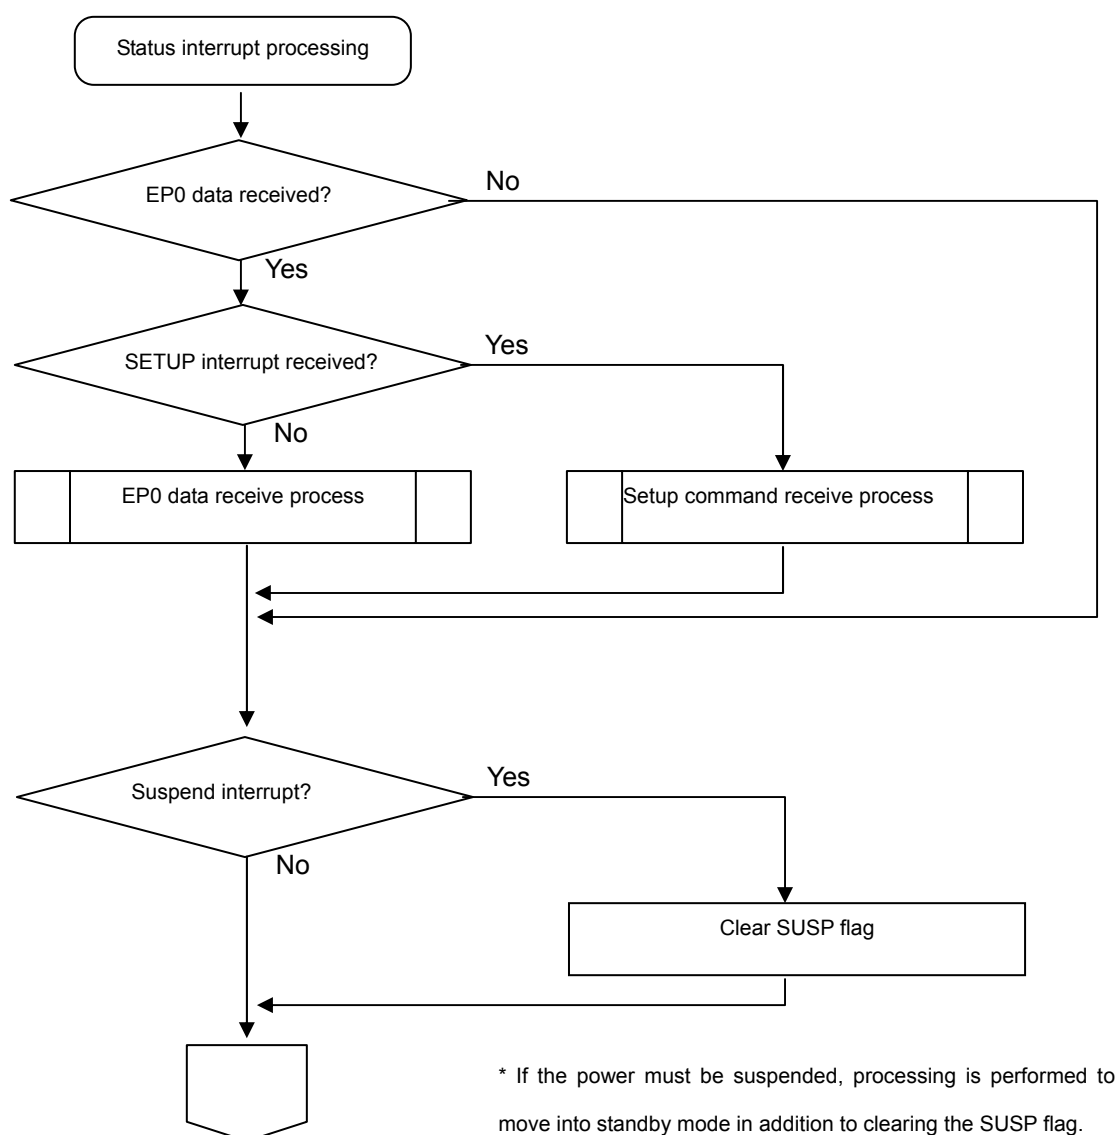 Status interrupt processing
EP0 data received?
No
Yes
SETUP interrupt received?
Yes
No
EP0 data receive process
Setup command receive process
Suspend interrupt?
Yes
No
Clear SUSP flag
* If the power must be suspended, processing is performed to
move into standby mode in addition to clearing the SUSP flag.